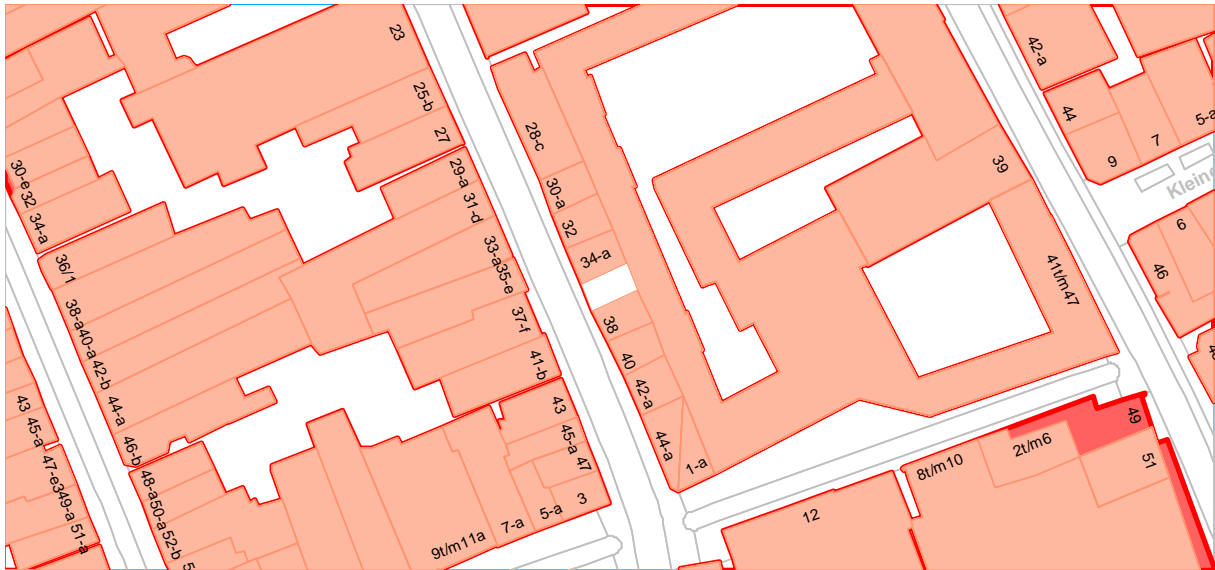 23
25-b
27
29-a
31-d
33-a
35-e
37-f
41-b
43
45-a
47
3
5-a
7-a
9t/m11a
30-e
32
34-a
36/1
38-a
40-a
42-b
44-a
46-b
48-a
50-a
52-b
43
45-a
47-e3
49-a
51-a
28-c
30-a
32
34-a
38
40
42-a
44-a
1-a
39
41t/m47
42-a
44
9
7
5-a
6
46
49
51
2t/m6
8t/m10
12